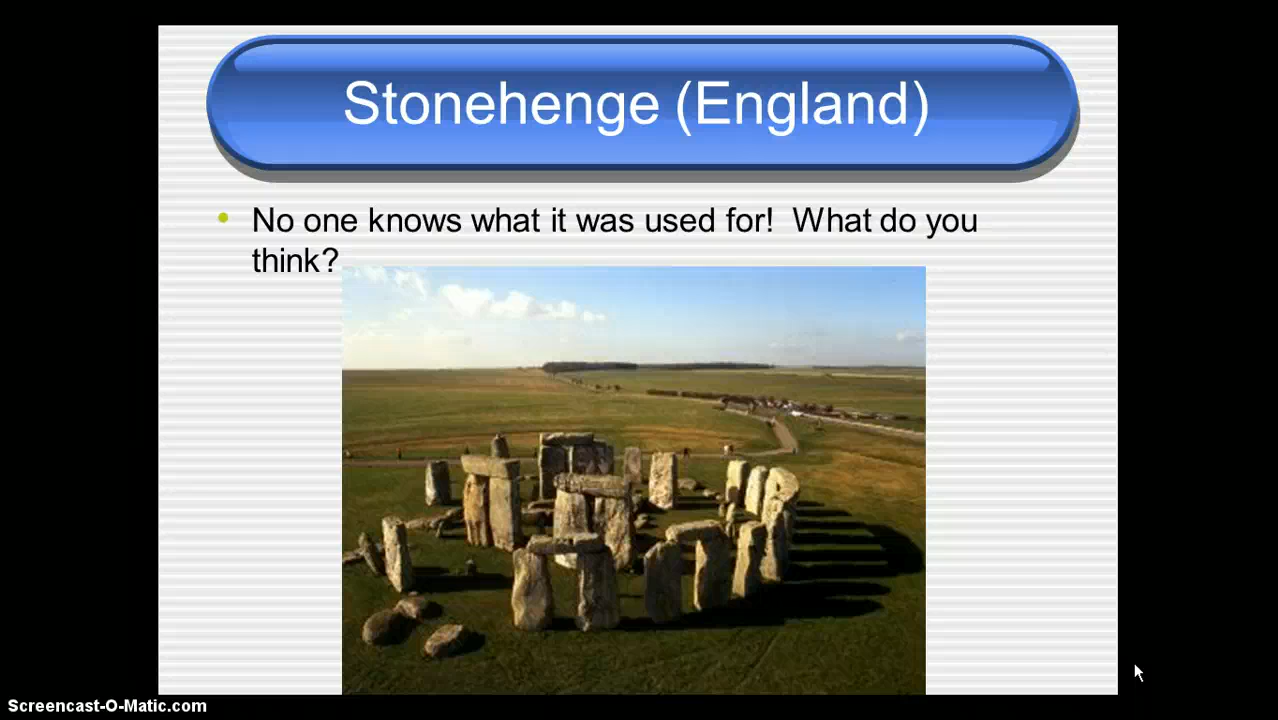 Stonehenge (England)
No one knows what it was used for!  What do you
think?
Screencast-O-Matic.com